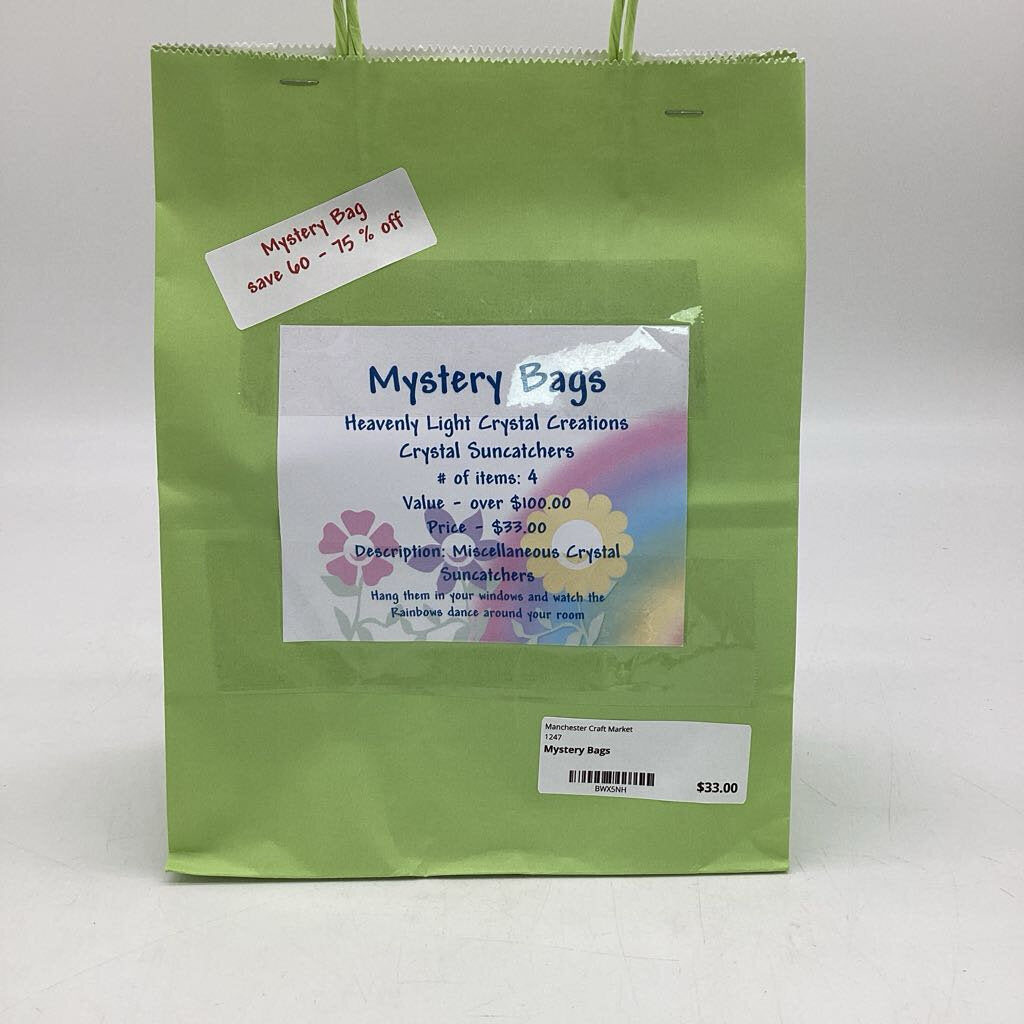 Mystery Bag
save 60 - 75 % off
Mystery Bags
Heavenly Light Crystal Creations
Crystal Suncatchers
# of items: 4
Value - over $100.00
Price - $33.00
Description: Miscellaneous Crystal
Suncatchers
Hang them in your windows and watch the
Rainbows dance around your room
Manchester Craft Market
1247
Mystery Bags
BWX5NH
$33.00